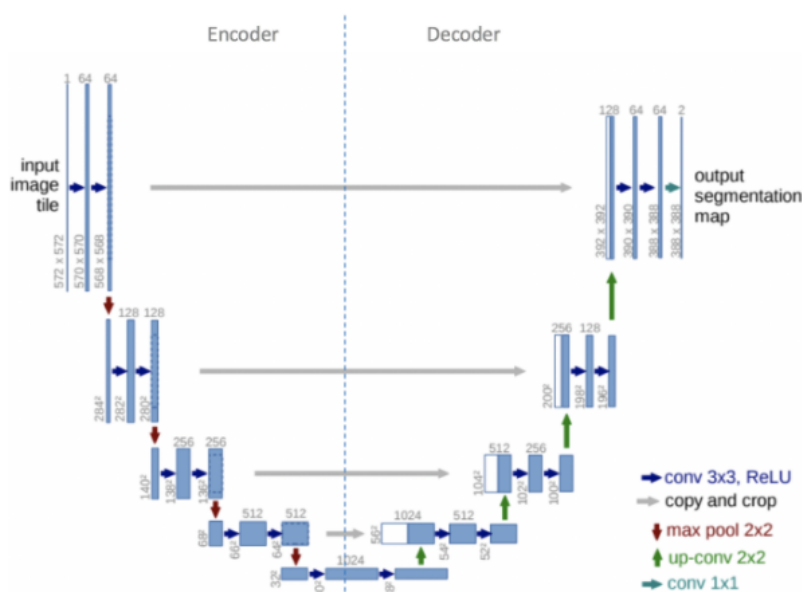 Encoder
Decoder
1 64 64
128 64 64 2
input
image
tile
output
segmentation
map
572 x 572
570 x 570
568 x 568
392 x 392
390 x 390
388 x 388
388 x 388
128 128
256 128
284²
282²
280²
200²
198²
196²
256 256
512 256
140²
138²
136²
104²
102²
100²
512 512
1024 512
68²
66²
64²
56²
54²
52²
1024
32²
conv 3x3, ReLU
copy and crop
max pool 2x2
up-conv 2x2
conv 1x1